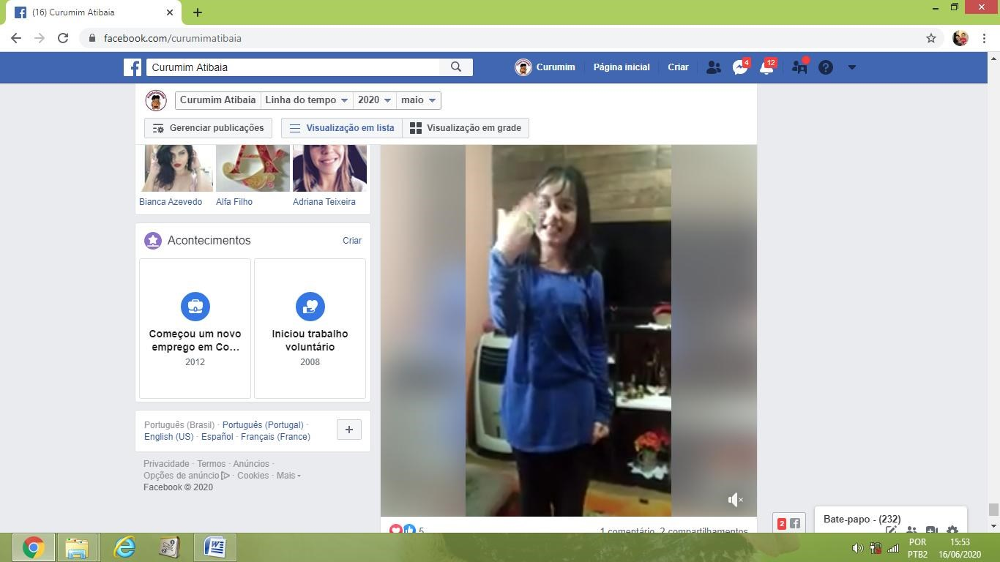 (16) Curumim Atibaia
facebook.com/curumimatibaia
Curumim Atibaia
Curumim
Página inicial
Criar
4
12
Curumim Atibaia
Linha do tempo
2020
maio
Gerenciar publicações
Visualização em lista
Visualização em grade
Bianca Azevedo
Alfa Filho
Adriana Teixeira
Acontecimentos
Criar
Começou um novo
emprego em Co...
2012
Iniciou trabalho
voluntário
2008
Português (Brasil) · Português (Portugal) ·
English (US) · Español · Français (France)
Privacidade · Termos · Anúncios ·
Opções de anúncio · Cookies · Mais
Facebook © 2020
5
1 comentário 2 compartilhamentos
2
Bate-papo - (232)
POR
PTB2
15:53
16/06/2020